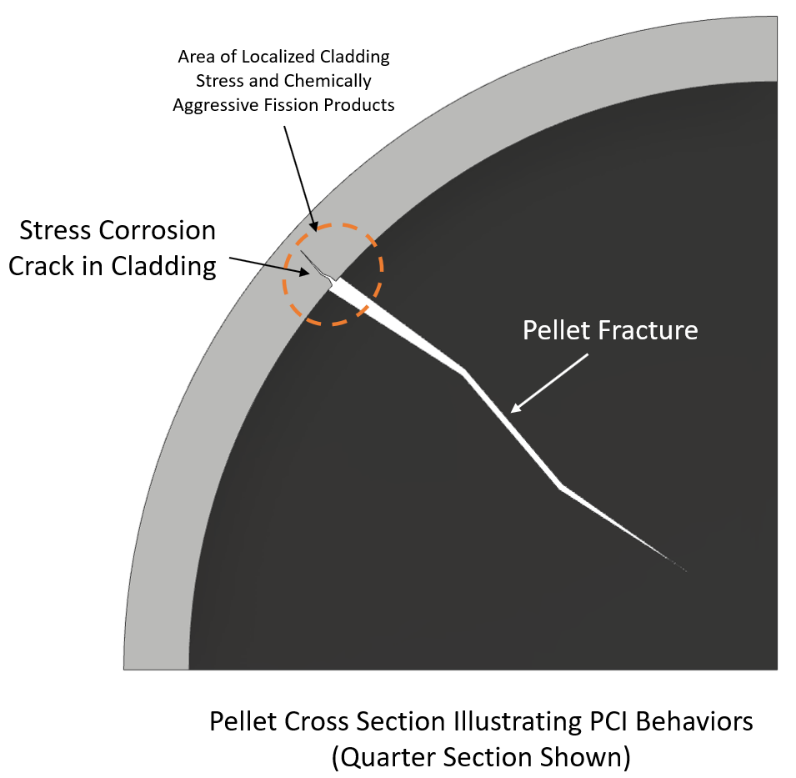 Area of Localized Cladding
Stress and Chemically
Aggressive Fission Products
Stress Corrosion
Crack in Cladding
Pellet Fracture
Pellet Cross Section Illustrating PCI Behaviors
(Quarter Section Shown)